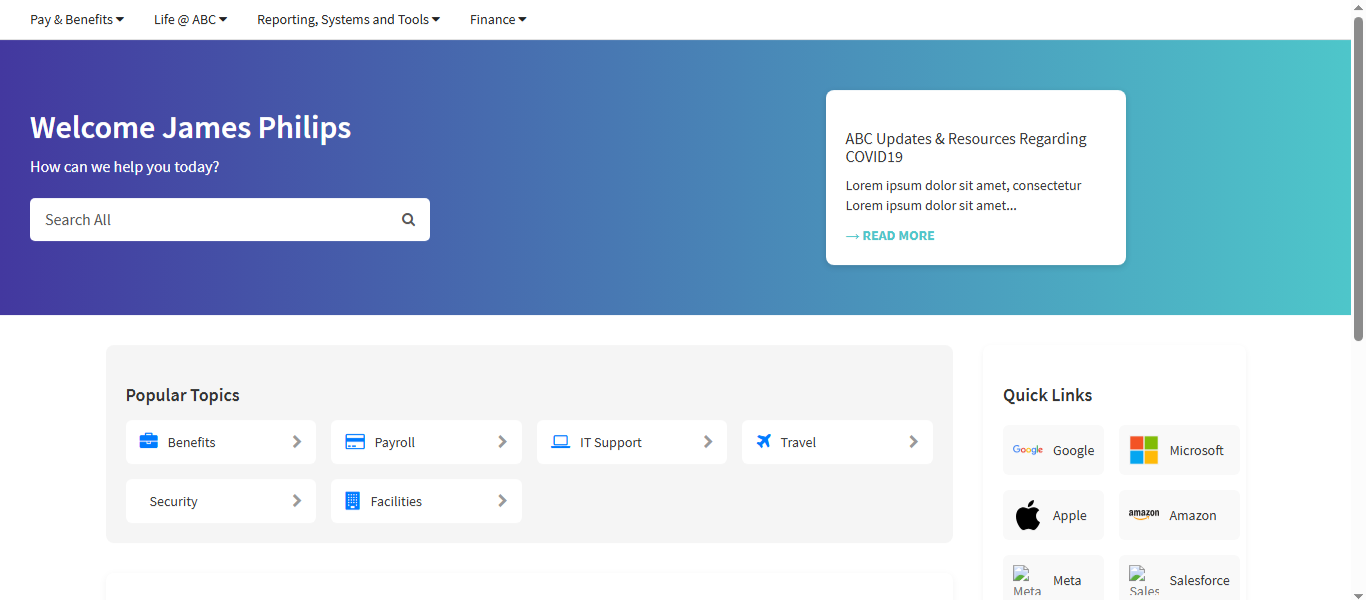 Pay & Benefits
Life @ ABC
Reporting, Systems and Tools
Finance
Welcome James Philips
How can we help you today?
Search All
ABC Updates & Resources Regarding
COVID19
Lorem ipsum dolor sit amet, consectetur
Lorem ipsum dolor sit amet...
→ READ MORE
Popular Topics
Benefits
Payroll
IT Support
Travel
Security
Facilities
Quick Links
Google Google
Microsoft
Apple
amazon Amazon
Meta Meta
Sales Salesforce